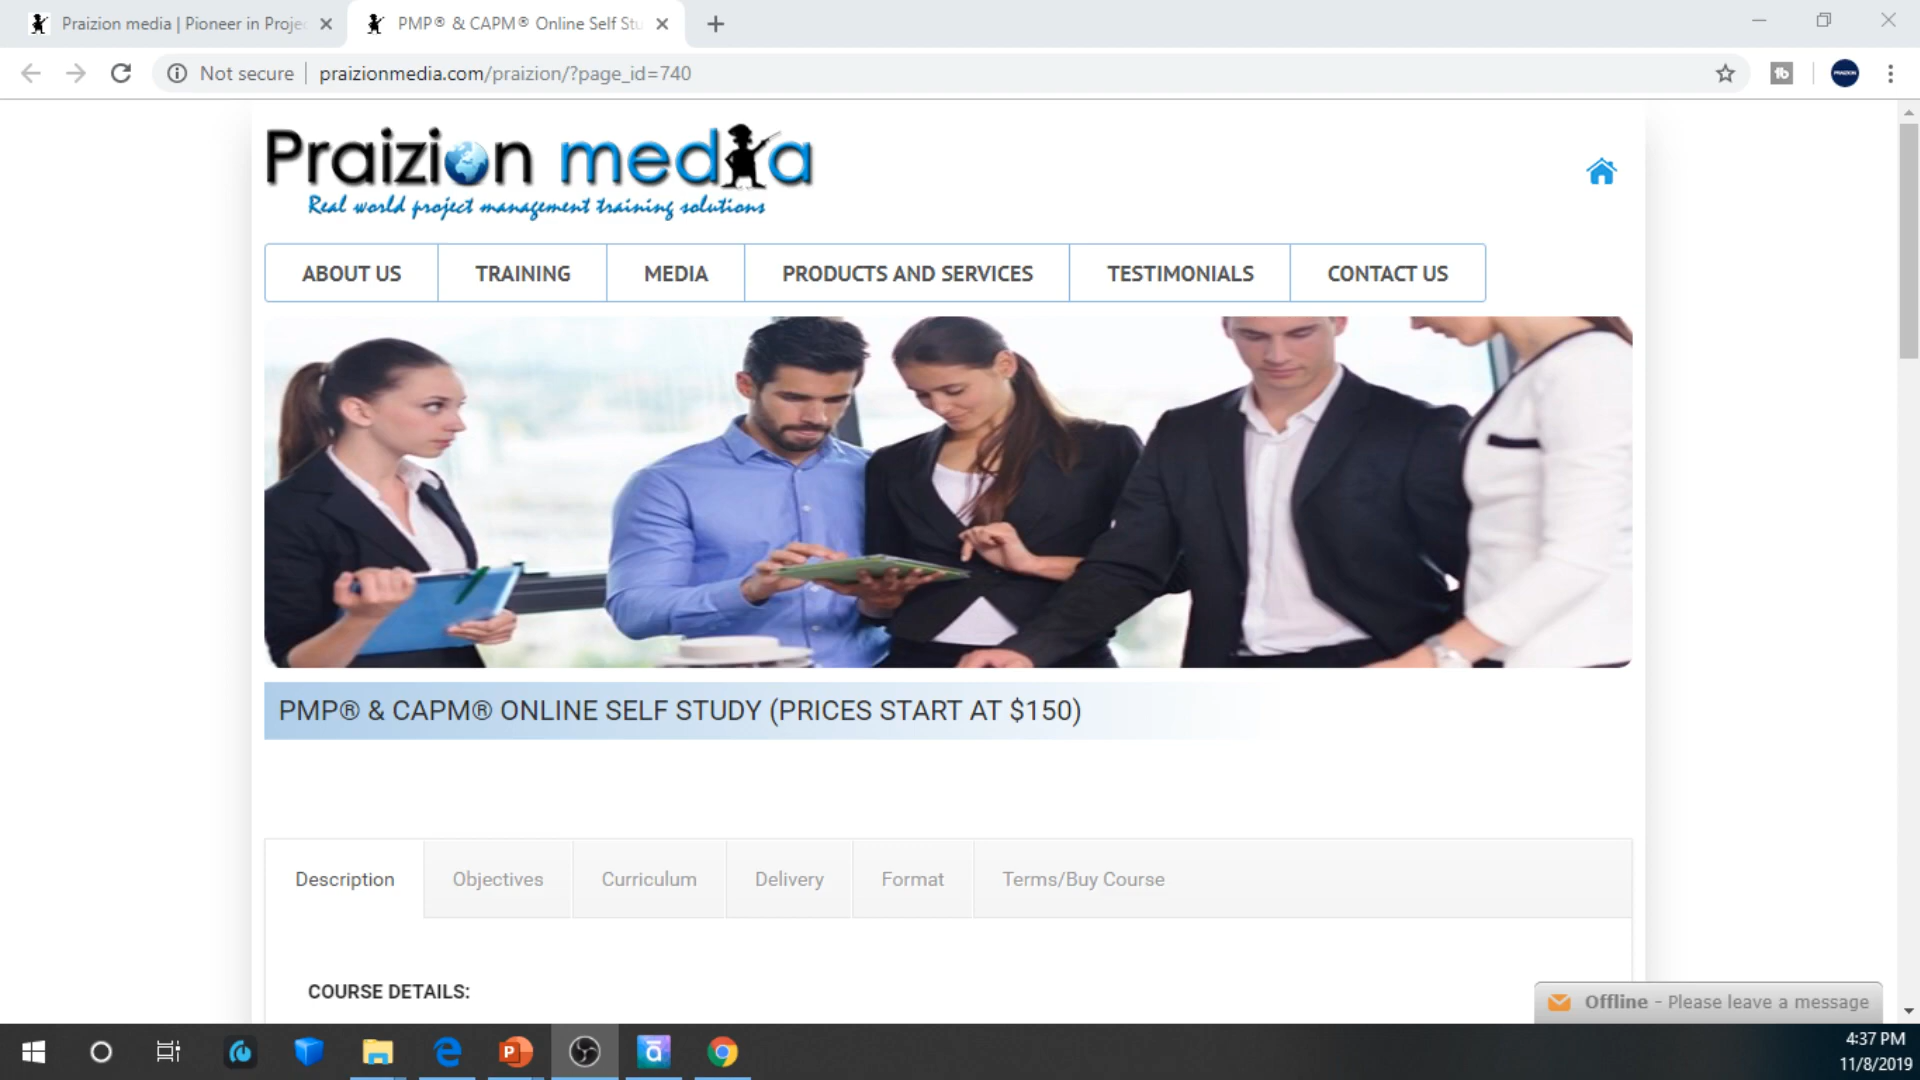 Praizion media | Pioneer in Proje
PMP® & CAPM® Online Self Stu
Not secure
praizionmedia.com/praizion/?page_id=740
Praizion media
Real world project management training solutions
ABOUT US
TRAINING
MEDIA
PRODUCTS AND SERVICES
TESTIMONIALS
CONTACT US
PMP® & CAPM® ONLINE SELF STUDY (PRICES START AT $150)
Description
Objectives
Curriculum
Delivery
Format
Terms/Buy Course
COURSE DETAILS:
Offline - Please leave a message
4:37 PM
11/8/2019